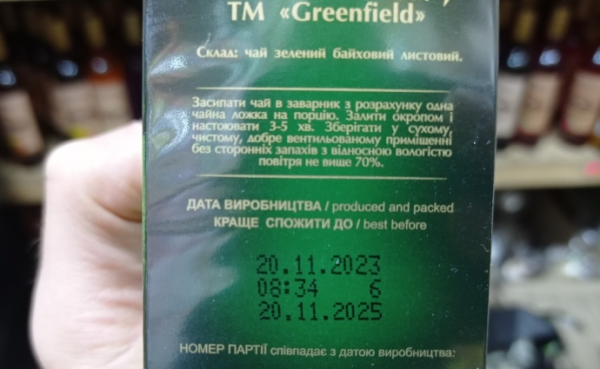 ТМ «Greenfield»
Склад: чай зелений байховий листовий.
Засипати чай в заварник з розрахунку одна
чайна ложка на порцію. Залити окропом і
настоювати 3-5 хв. Зберігати у сухому,
чистому, добре вентильованому приміщенні
без сторонніх запахів з відносною вологістю
повітря не вище 70%.
ДАТА ВИРОБНИЦТВА / produced and packed
КРАЩЕ СПОЖИТИ ДО / best before
20.11.2023
08:34 6
20.11.2025
НОМЕР ПАРТІЇ співпадає з датою виробництва: